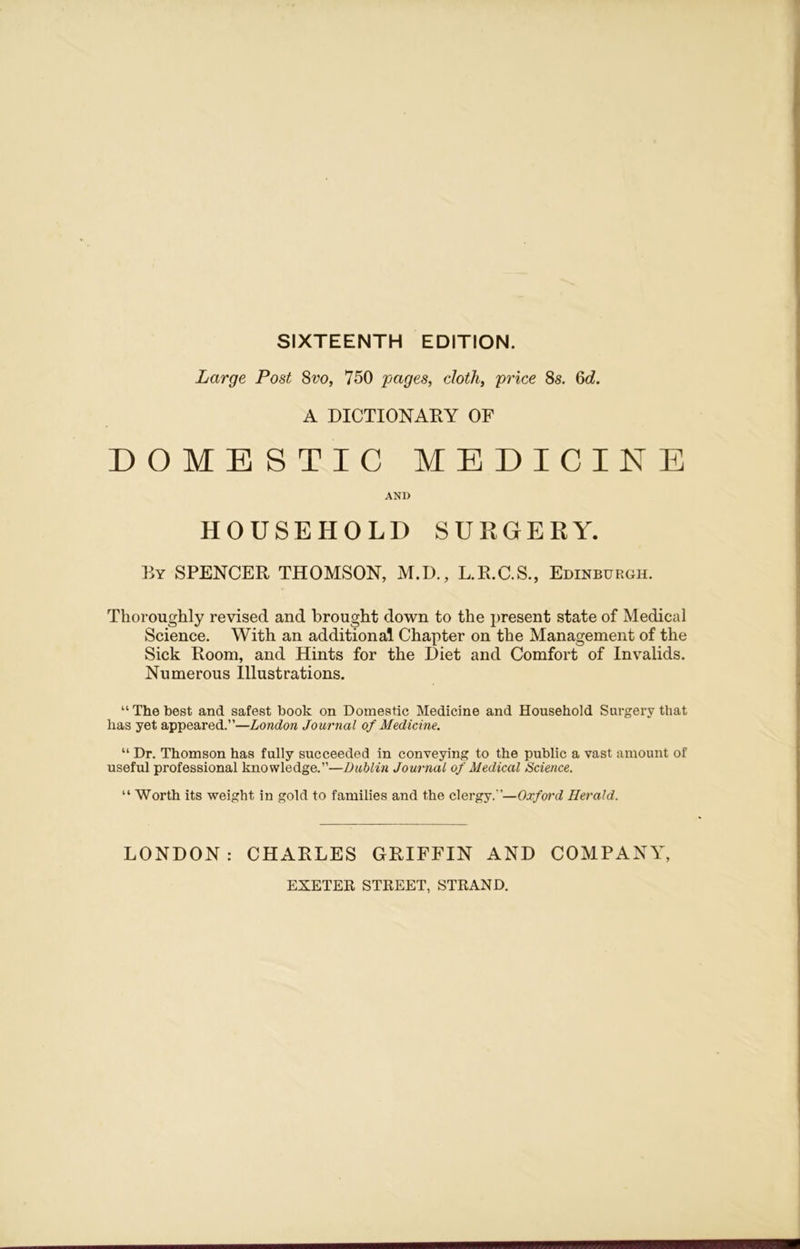 SIXTEENTH EDITION.
Large Post 8vo, 750 pages, cloth, price 8s. 6d.
A DICTIONARY OF
DOMESTIC MEDICINE
AND
HOUSEHOLD SURGERY.
By SPENCER THOMSON, M.D., L.R.C.S., Edinburgh.
Thoroughly revised and brought down to the present state of Medical
Science. With an additional Chapter on the Management of the
Sick Room, and Hints for the Diet and Comfort of Invalids.
Numerous Illustrations.
“The best and safest book on Domestic Medicine and Household Surgery that
has yet appeared.”—London Journal of Medicine.
“Dr. Thomson has fully succeeded in conveying to the public a vast amount of
useful professional knowledge.”—Dublin Journal of Medical Science.
“Worth its weight in gold to families and the clergy.”—Oxford Herald.
LONDON: CHARLES GRIFFIN AND COMPANY,
EXETER STREET, STRAND.